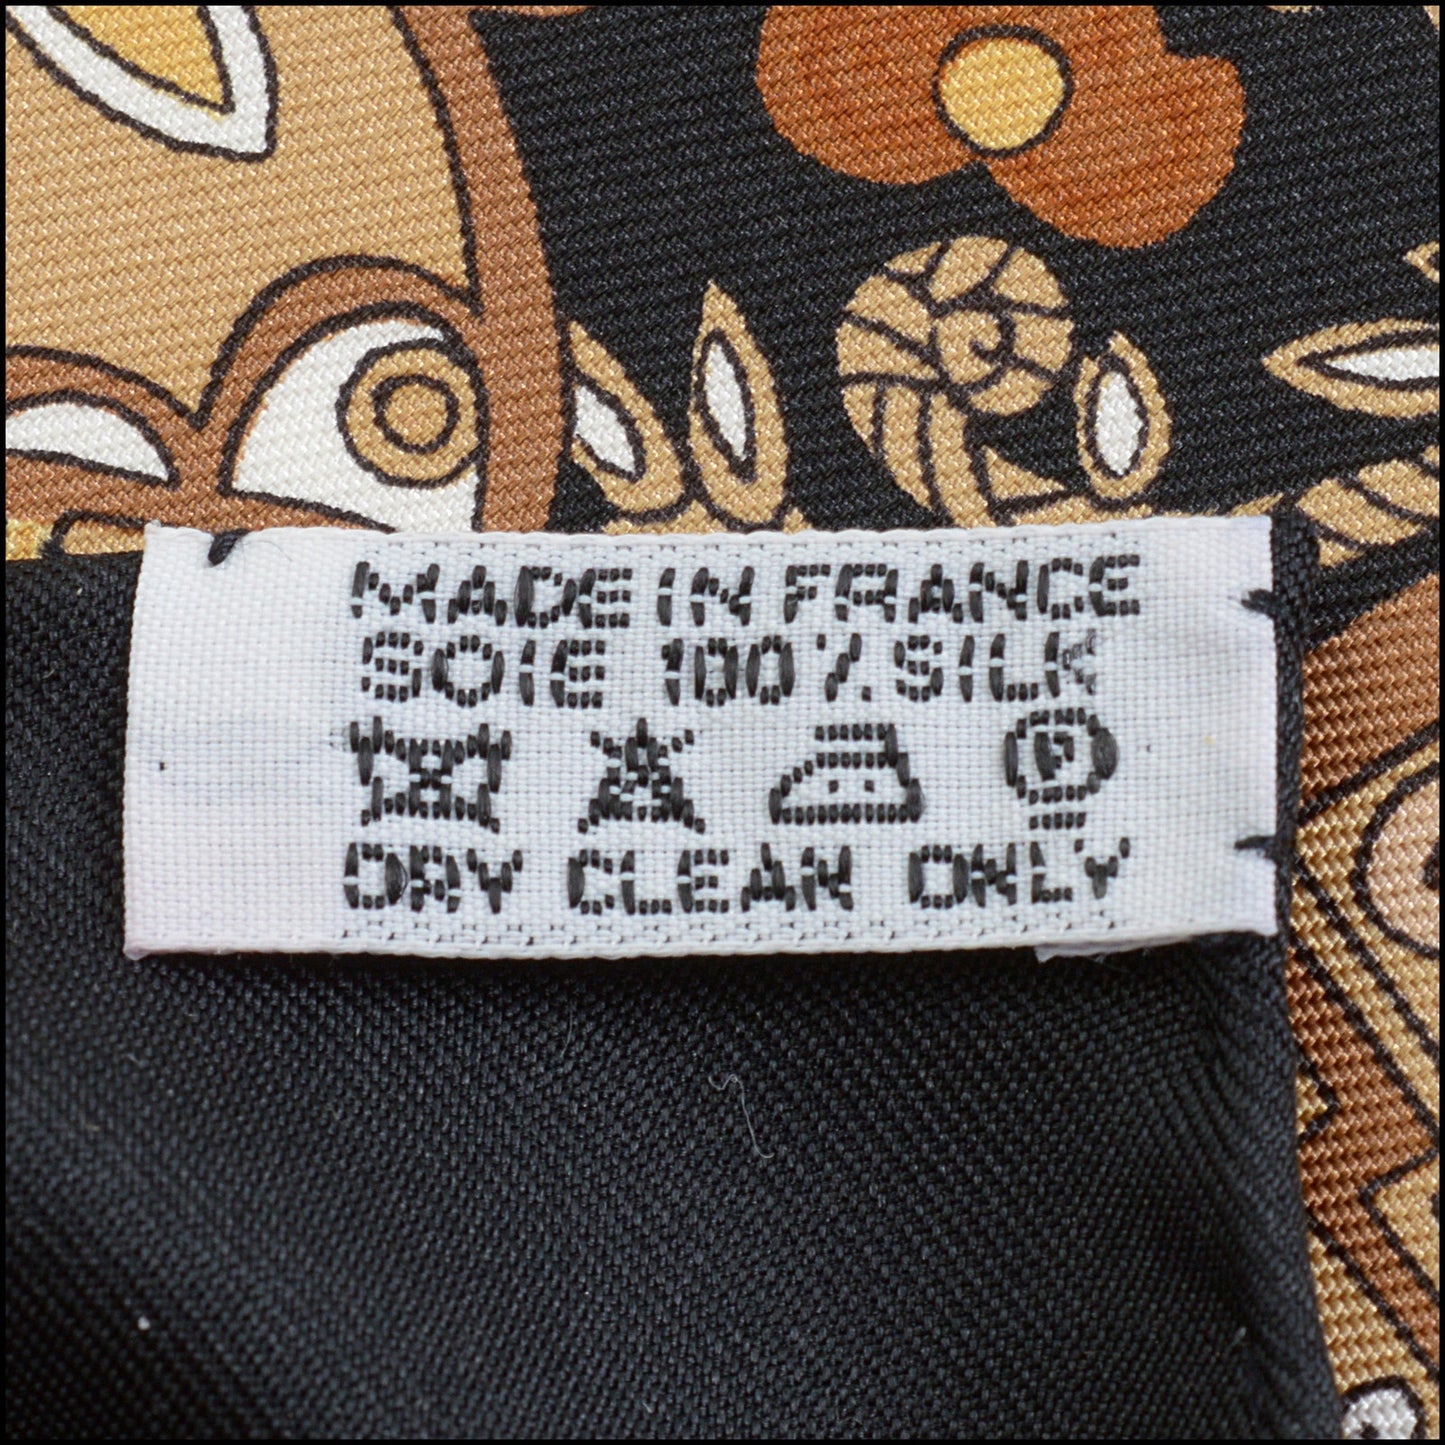 MADE IN FRANCE
SOIE 100% SILK
P
DRY CLEAN ONLY